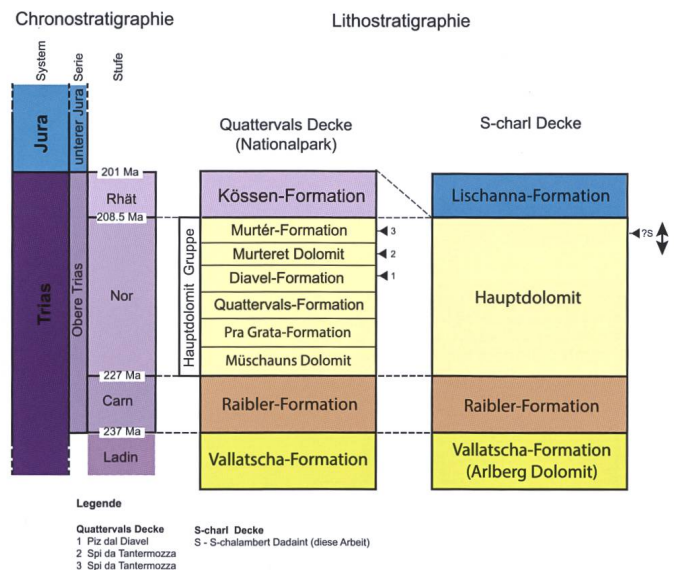 Chronostratigraphie
Lithostratigraphie
System
Serie
Stufe
Quattervals Decke
(Nationalpark)
S-charl Decke
Jura
unterer Jura
201 Ma
Kössen-Formation
Lischanna-Formation
Rhät
208.5 Ma
Trias
Obere Trias
Nor
Hauptdolomit Gruppe
Murtér-Formation
3
?S
Murteret Dolomit
2
Diavel-Formation
1
Quattervals-Formation
Hauptdolomit
Pra Grata-Formation
Müschauns Dolomit
227 Ma
Carn
Raibler-Formation
Raibler-Formation
237 Ma
Ladin
Vallatscha-Formation
Vallatscha-Formation
(Arlberg Dolomit)
Legende
Quattervals Decke
1 Piz dal Diavel
2 Spi da Tantermozza
3 Spi da Tantermozza
S-charl Decke
S - S-schalambert Dadaint (diese Arbeit)